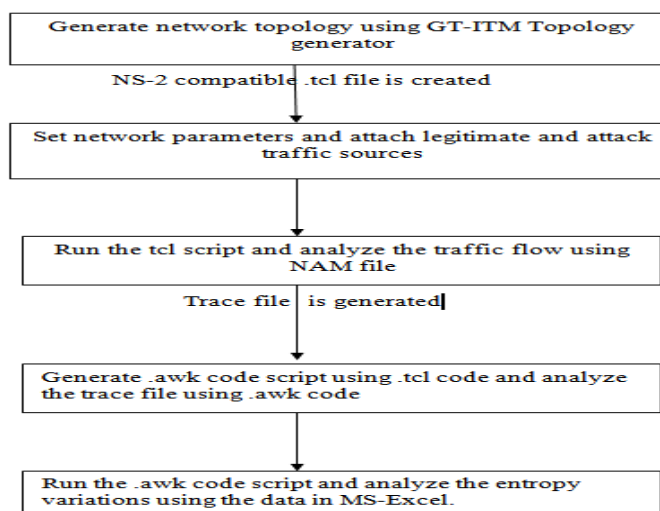 Generate network topology using GT-ITM Topology
generator
NS-2 compatible .tcl file is created
Set network parameters and attach legitimate and attack
traffic sources
Run the tcl script and analyze the traffic flow using
NAM file
Trace file is generated
Generate .awk code script using .tcl code and analyze
the trace file using .awk code
Run the .awk code script and analyze the entropy
variations using the data in MS-Excel.